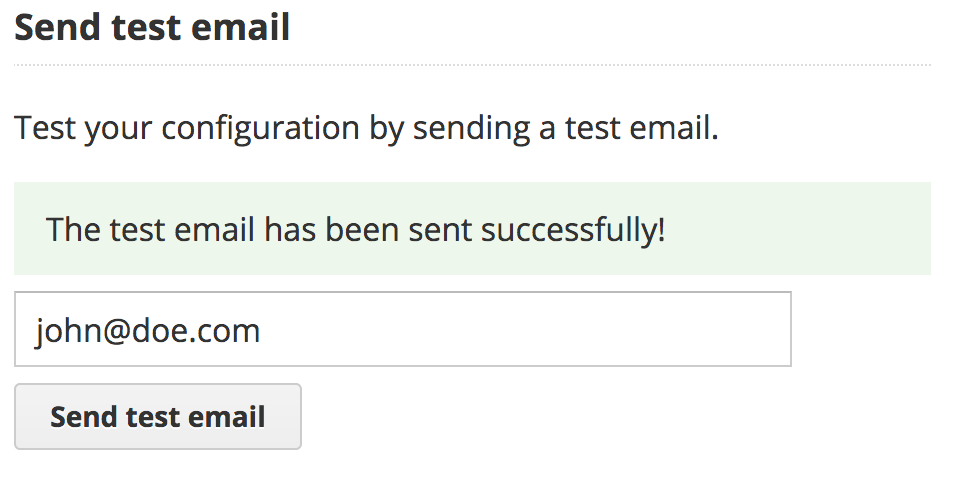 Send test email
Test your configuration by sending a test email.
The test email has been sent successfully!
john@doe.com
Send test email